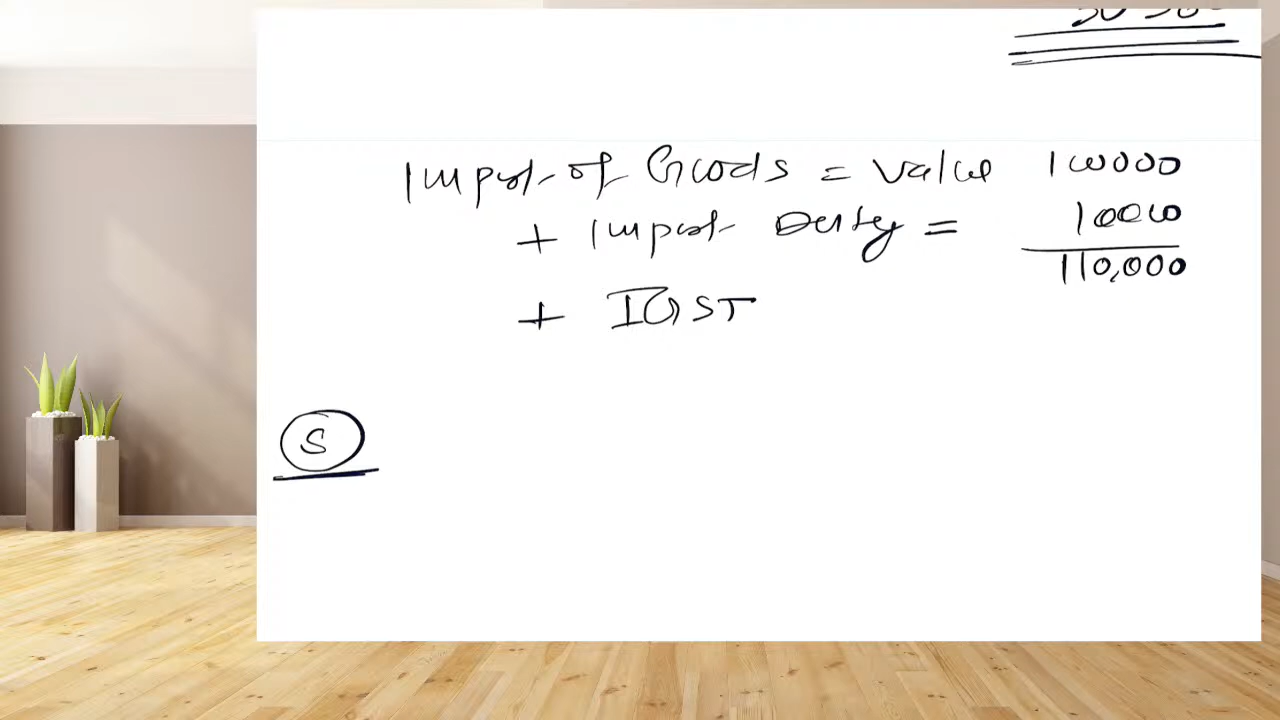 Import of Goods = Value 100000
+ Import Duty = 10000
110,000
+ IGST
S